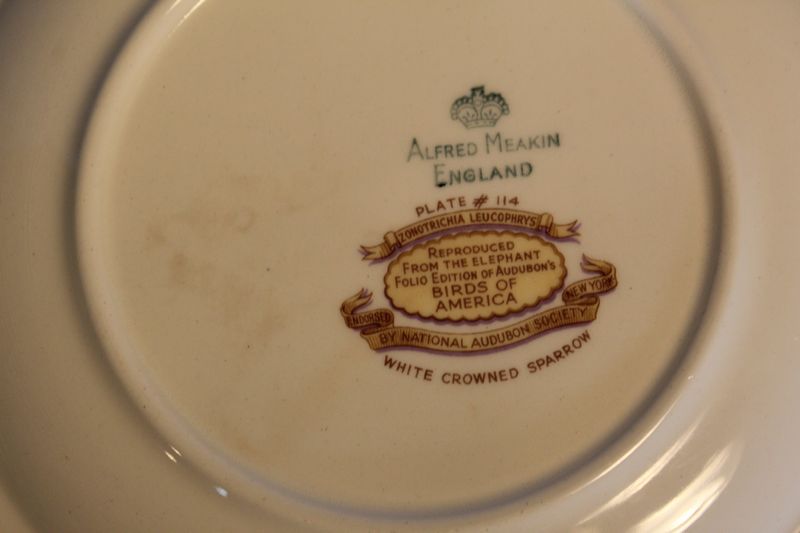 ALFRED MEAKIN
ENGLAND
PLATE # 114
ZONOTRICHIA LEUCOPHRYS
REPRODUCED
FROM THE ELEPHANT
FOLIO EDITION OF AUDUBON'S
BIRDS OF
AMERICA
ENDORSED
BY NATIONAL AUDUBON SOCIETY
NEW YORK
WHITE CROWNED SPARROW